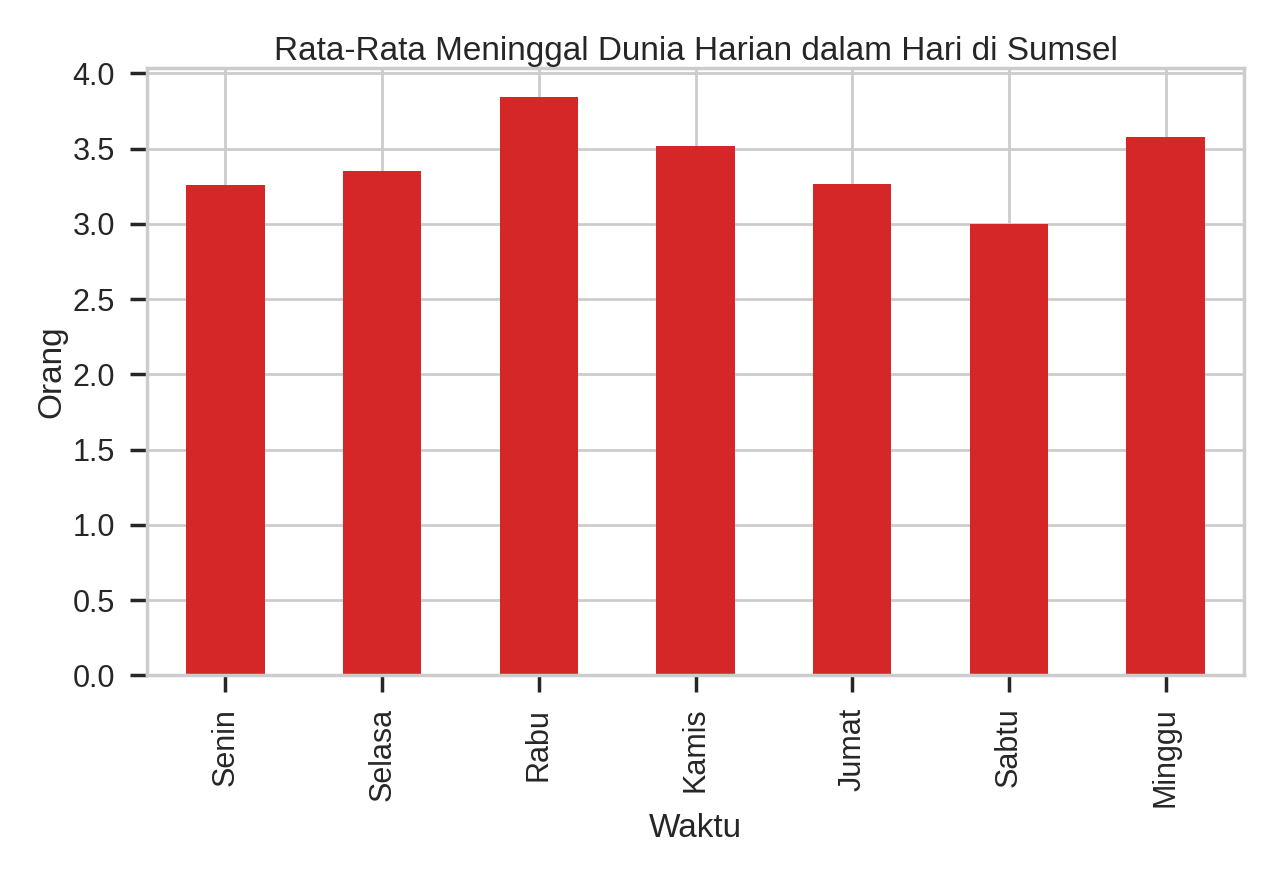 Rata-Rata Meninggal Dunia Harian dalam Hari di Sumsel
4.0
3.5
3.0
2.5
2.0
1.5
1.0
0.5
0.0
Orang
Senin
Selasa
Rabu
Kamis
Jumat
Sabtu
Minggu
Waktu